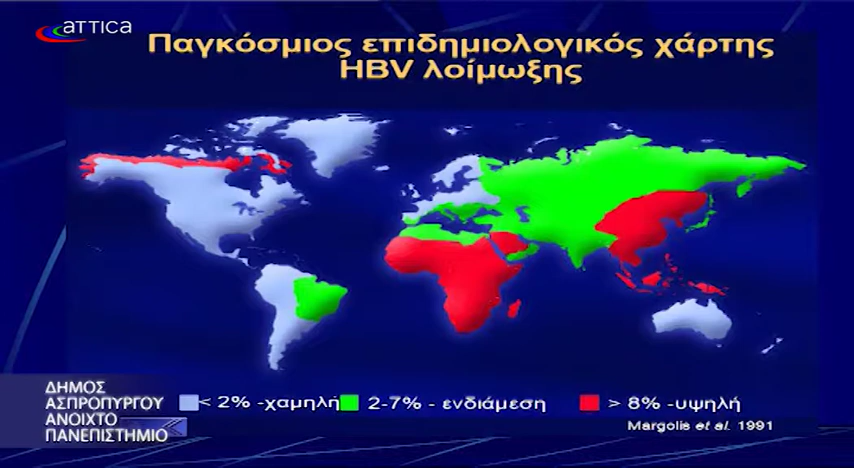 aττica
Παγκόσμιος επιδημιολογικός χάρτης
HBV λοίμωξης
< 2% -χαμηλή
2-7% - ενδιάμεση
> 8% -υψηλή
Margolis et al. 1991
ΔΗΜΟΣ
ΑΣΠΡΟΠΥΡΓΟΥ
ΑΝΟΙΧΤΟ
ΠΑΝΕΠΙΣΤΗΜΙΟ